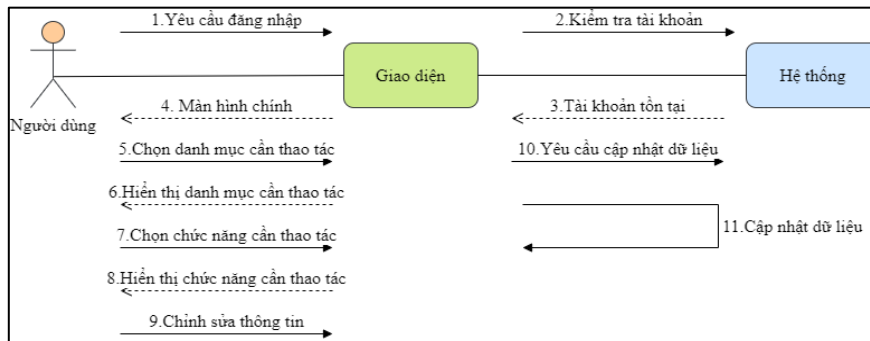 1.Yêu cầu đăng nhập
2.Kiểm tra tài khoản
Giao diện
Hệ thống
4. Màn hình chính
3.Tài khoản tồn tại
Người dùng
5.Chọn danh mục cần thao tác
10.Yêu cầu cập nhật dữ liệu
6.Hiển thị danh mục cần thao tác
7.Chọn chức năng cần thao tác
11.Cập nhật dữ liệu
8.Hiển thị chức năng cần thao tác
9.Chỉnh sửa thông tin